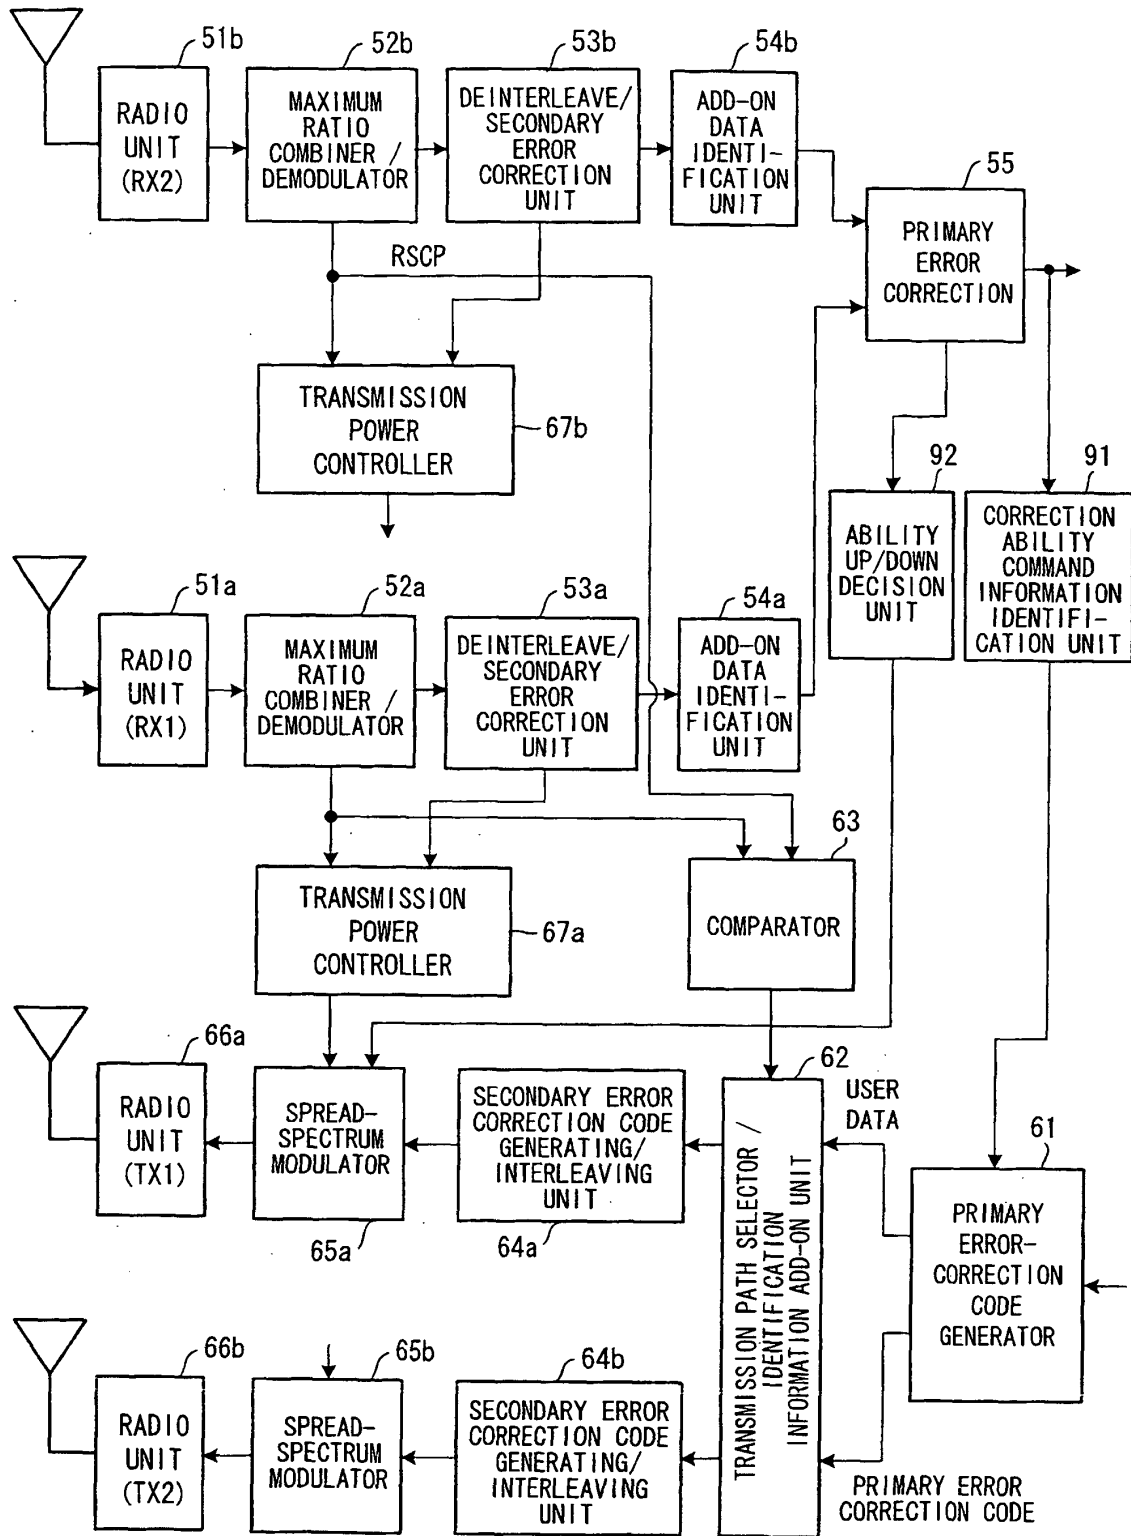 51b
52b
53b
54b
RADIO
UNIT
(RX2)
MAXIMUM
RATIO
COMBINER /
DEMODULATOR
DEINTERLEAVE/
SECONDARY
ERROR
CORRECTION
UNIT
ADD-ON
DATA
IDENTI-
FICATION
UNIT
55
PRIMARY
ERROR
CORRECTION
RSCP
TRANSMISSION
POWER
CONTROLLER
67b
92
91
ABILITY
UP/DOWN
DECISION
UNIT
CORRECTION
ABILITY
COMMAND
INFORMATION
IDENTIFI-
CATION UNIT
51a
52a
53a
54a
RADIO
UNIT
(RX1)
MAXIMUM
RATIO
COMBINER /
DEMODULATOR
DEINTERLEAVE/
SECONDARY
ERROR
CORRECTION
UNIT
ADD-ON
DATA
IDENTI-
FICATION
UNIT
63
TRANSMISSION
POWER
CONTROLLER
67a
COMPARATOR
66a
62
RADIO
UNIT
(TX1)
SPREAD-
SPECTRUM
MODULATOR
65a
SECONDARY ERROR
CORRECTION CODE
GENERATING/
INTERLEAVING
UNIT
64a
TRANSMISSION PATH SELECTOR /
IDENTIFICATION
INFORMATION ADD-ON UNIT
USER
DATA
61
PRIMARY
ERROR-
CORRECTION
CODE
GENERATOR
66b
65b
64b
RADIO
UNIT
(TX2)
SPREAD-
SPECTRUM
MODULATOR
SECONDARY ERROR
CORRECTION CODE
GENERATING/
INTERLEAVING
UNIT
PRIMARY ERROR
CORRECTION CODE